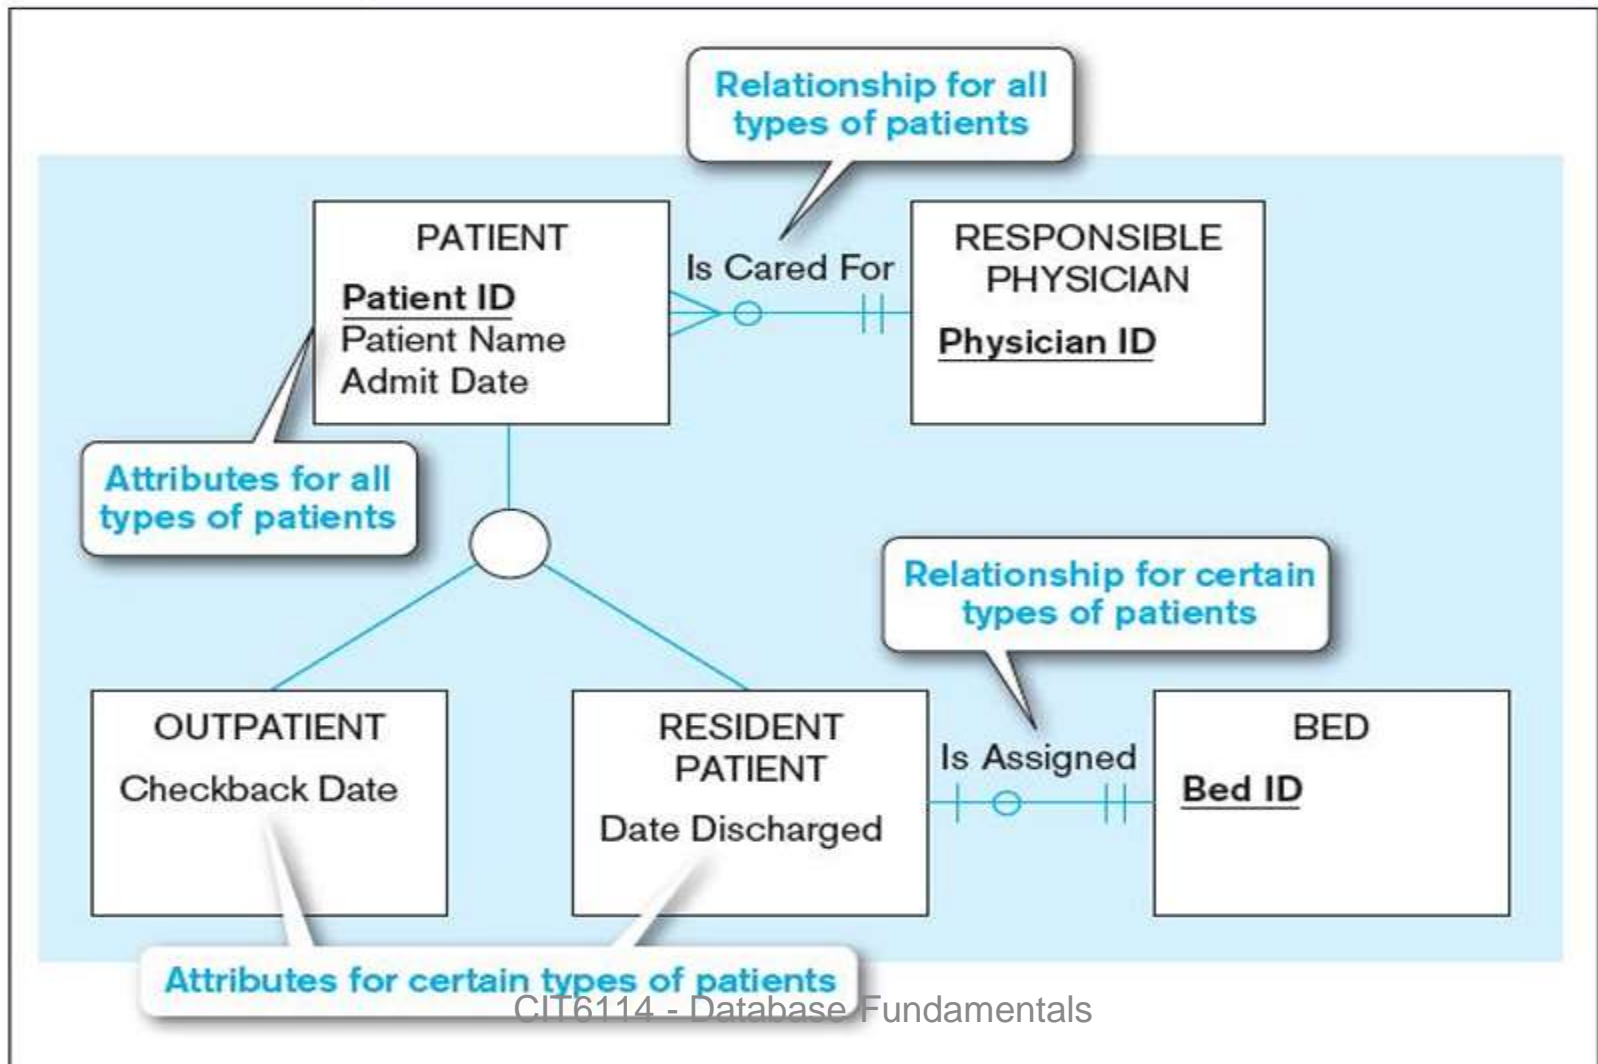 Relationship for all
types of patients
PATIENT
Patient ID
Patient Name
Admit Date
Is Cared For
RESPONSIBLE
PHYSICIAN
Physician ID
Attributes for all
types of patients
Relationship for certain
types of patients
OUTPATIENT
Checkback Date
RESIDENT
PATIENT
Date Discharged
Is Assigned
BED
Bed ID
Attributes for certain types of patients
CIT6114 - Database Fundamentals